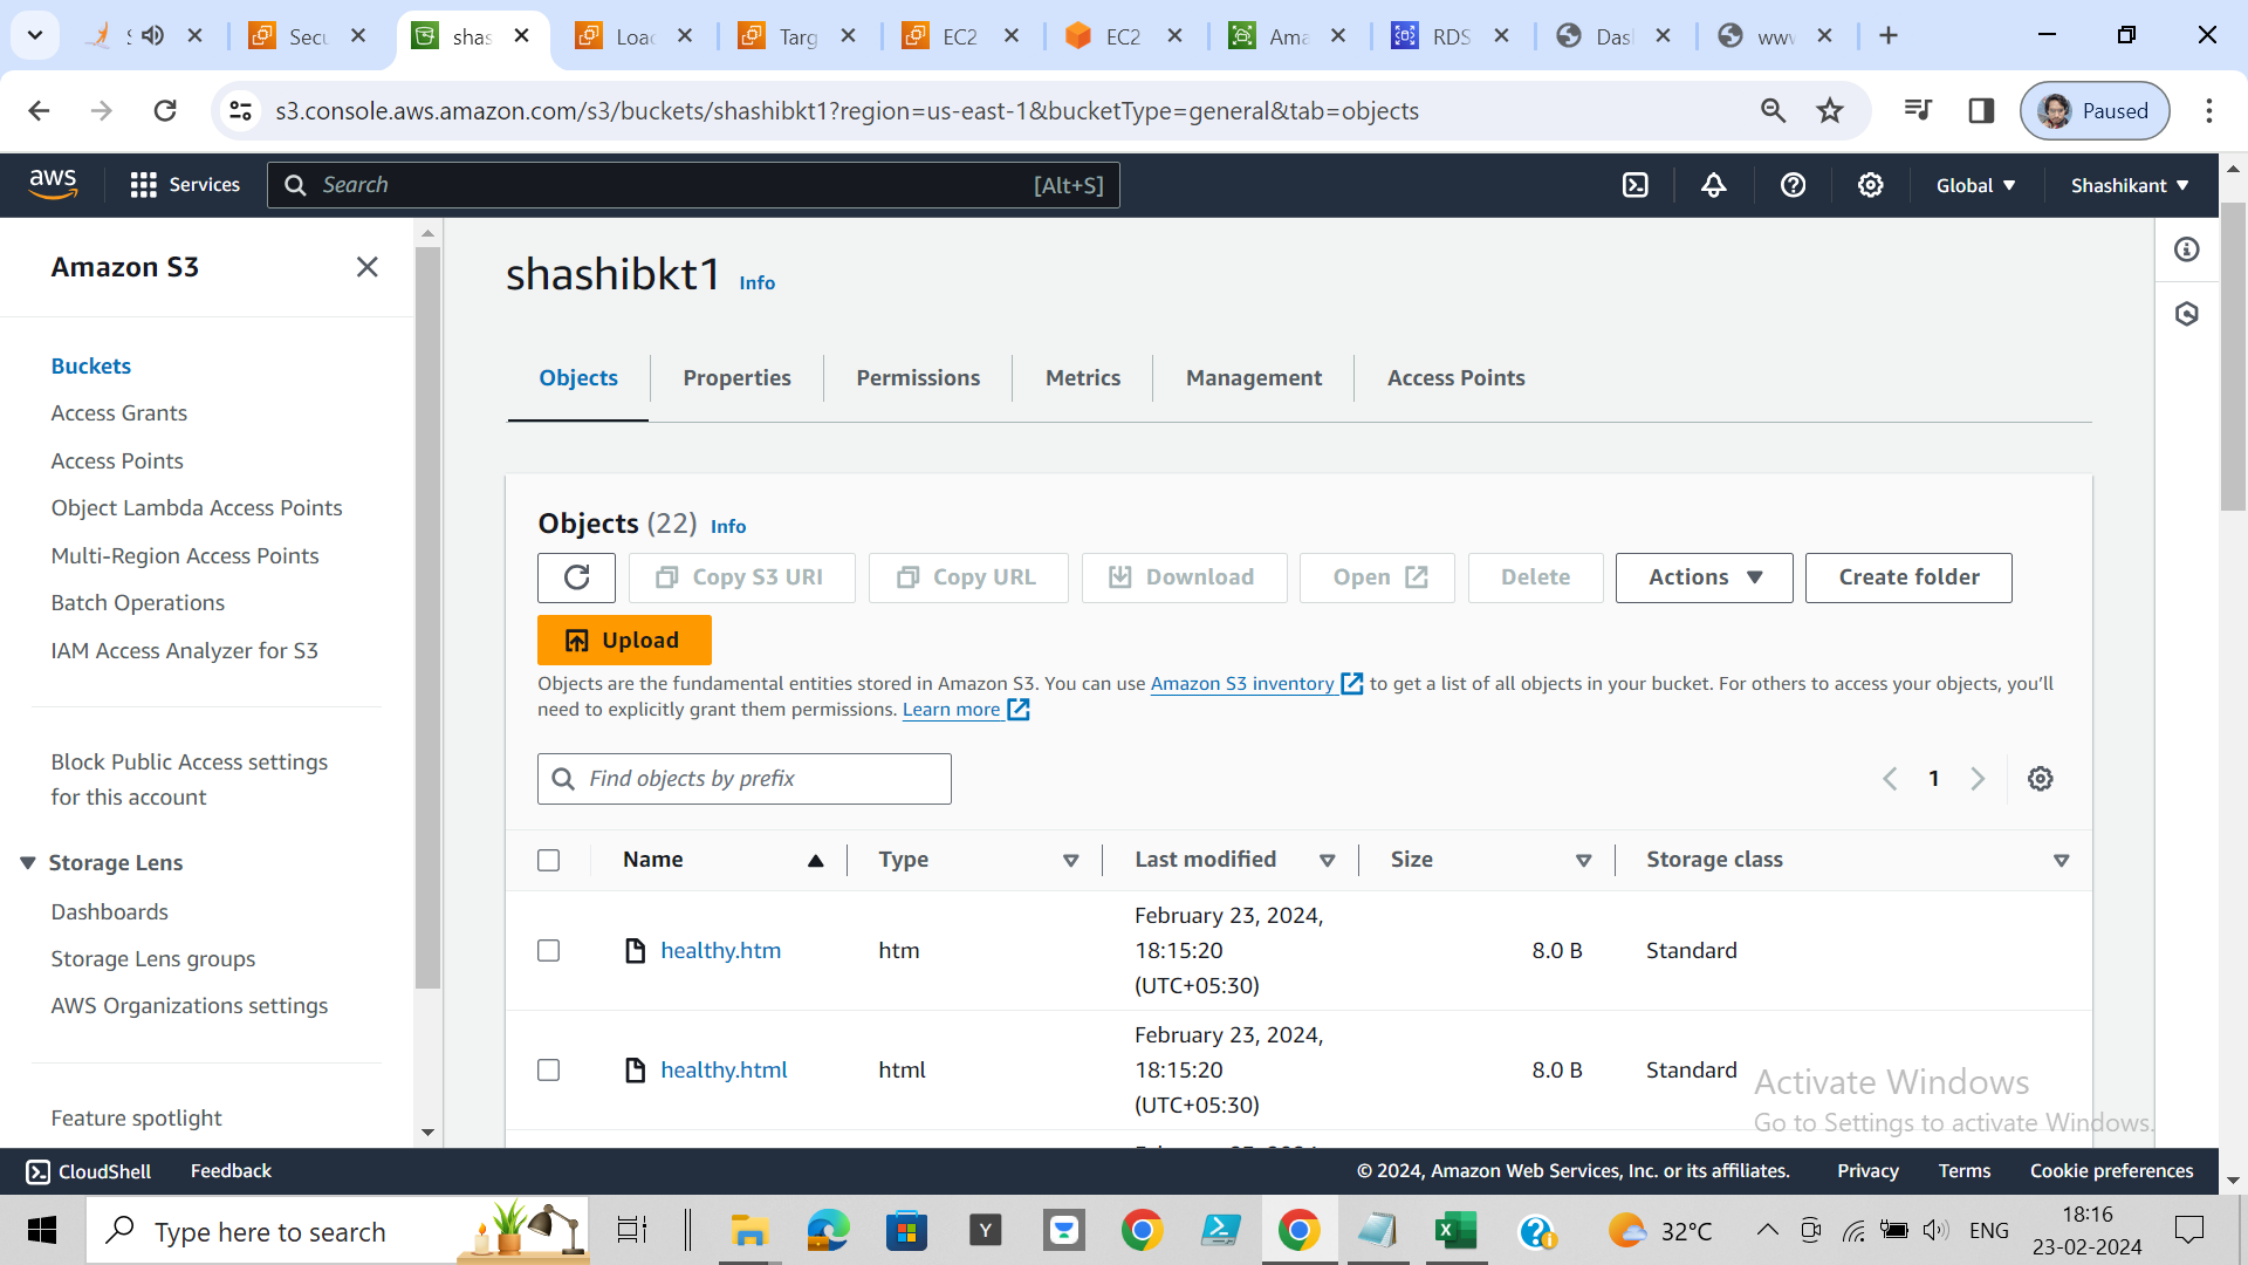 Secu
shas
Load
Targ
EC2
EC2
Ama
RDS
Das
www
s3.console.aws.amazon.com/s3/buckets/shashibkt1?region=us-east-1&bucketType=general&tab=objects
Paused
aws
Services
Search
[Alt+S]
Global
Shashikant
Amazon S3
Buckets
Access Grants
Access Points
Object Lambda Access Points
Multi-Region Access Points
Batch Operations
IAM Access Analyzer for S3
Block Public Access settings
for this account
Storage Lens
Dashboards
Storage Lens groups
AWS Organizations settings
Feature spotlight
shashibkt1 Info
Objects
Properties
Permissions
Metrics
Management
Access Points
Objects (22) Info
Copy S3 URI
Copy URL
Download
Open
Delete
Actions
Create folder
Upload
Objects are the fundamental entities stored in Amazon S3. You can use Amazon S3 inventory to get a list of all objects in your bucket. For others to access your objects, you'll
need to explicitly grant them permissions. Learn more
Find objects by prefix
1
Name
Type
Last modified
Size
Storage class
healthy.htm
htm
February 23, 2024,
18:15:20
(UTC+05:30)
8.0 B
Standard
healthy.html
html
February 23, 2024,
18:15:20
(UTC+05:30)
8.0 B
Standard
Activate Windows
Go to Settings to activate Windows.
CloudShell
Feedback
© 2024, Amazon Web Services, Inc. or its affiliates.
Privacy
Terms
Cookie preferences
Type here to search
32°C
ENG
18:16
23-02-2024